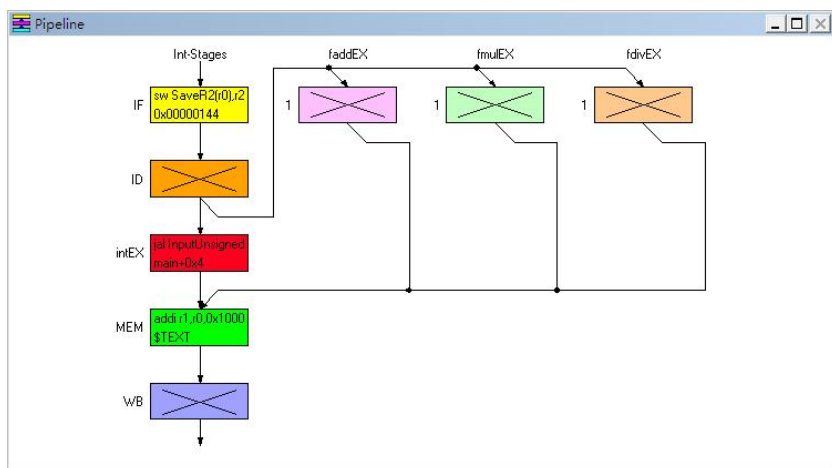 Pipeline
Int-Stages
faddEX
fmulEX
fdivEX
IF
sw SaveR2(r0),r2
0x00000144
1
1
1
ID
intEX
jal InputUnsigned
main+0x4
MEM
addi r1,r0,0x1000
$TEXT
WB